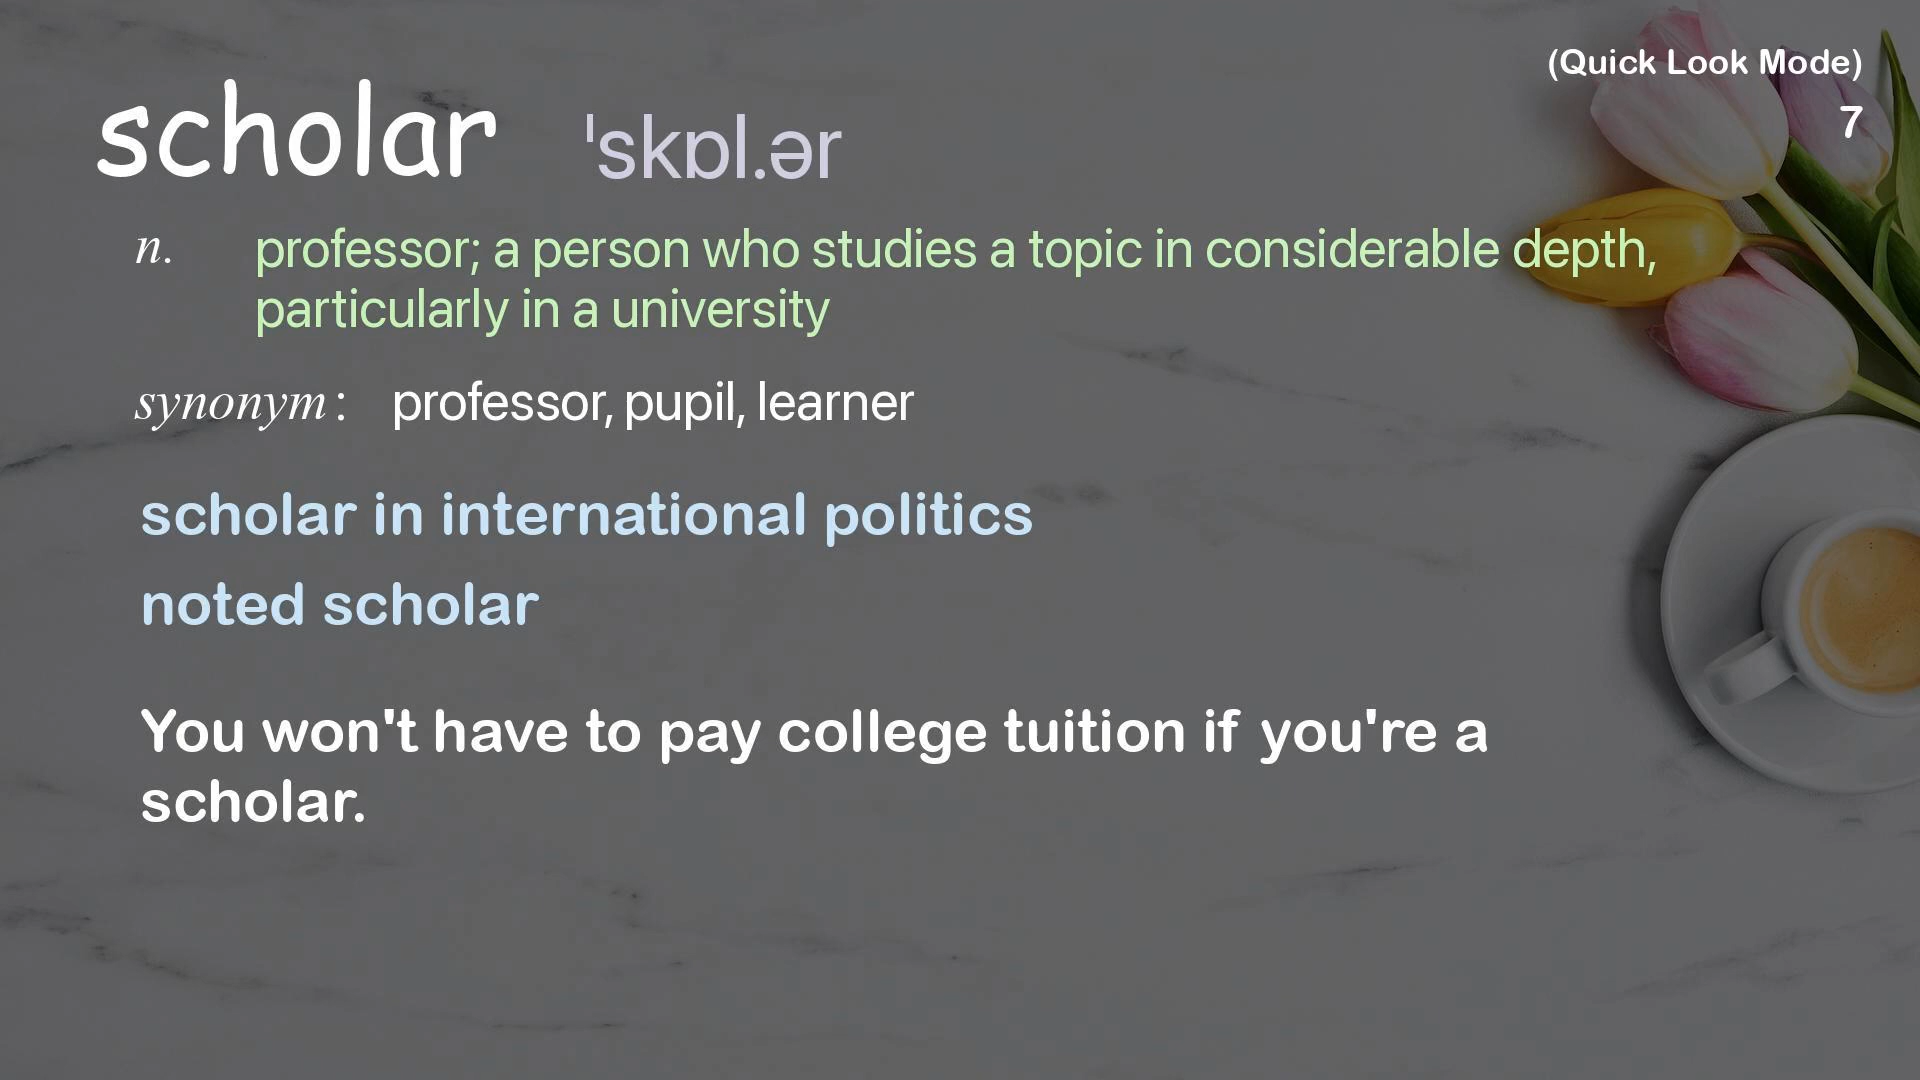 (Quick Look Mode)
7
scholar ˈskɒl.ər
n. professor; a person who studies a topic in considerable depth,
particularly in a university
synonym: professor, pupil, learner
scholar in international politics
noted scholar
You won't have to pay college tuition if you're a
scholar.